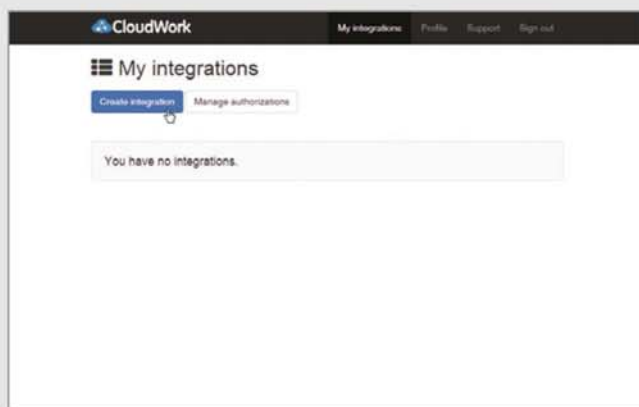 CloudWork
My integrations Profile Support Sign out
My integrations
Create integration Manage authorizations
You have no integrations.